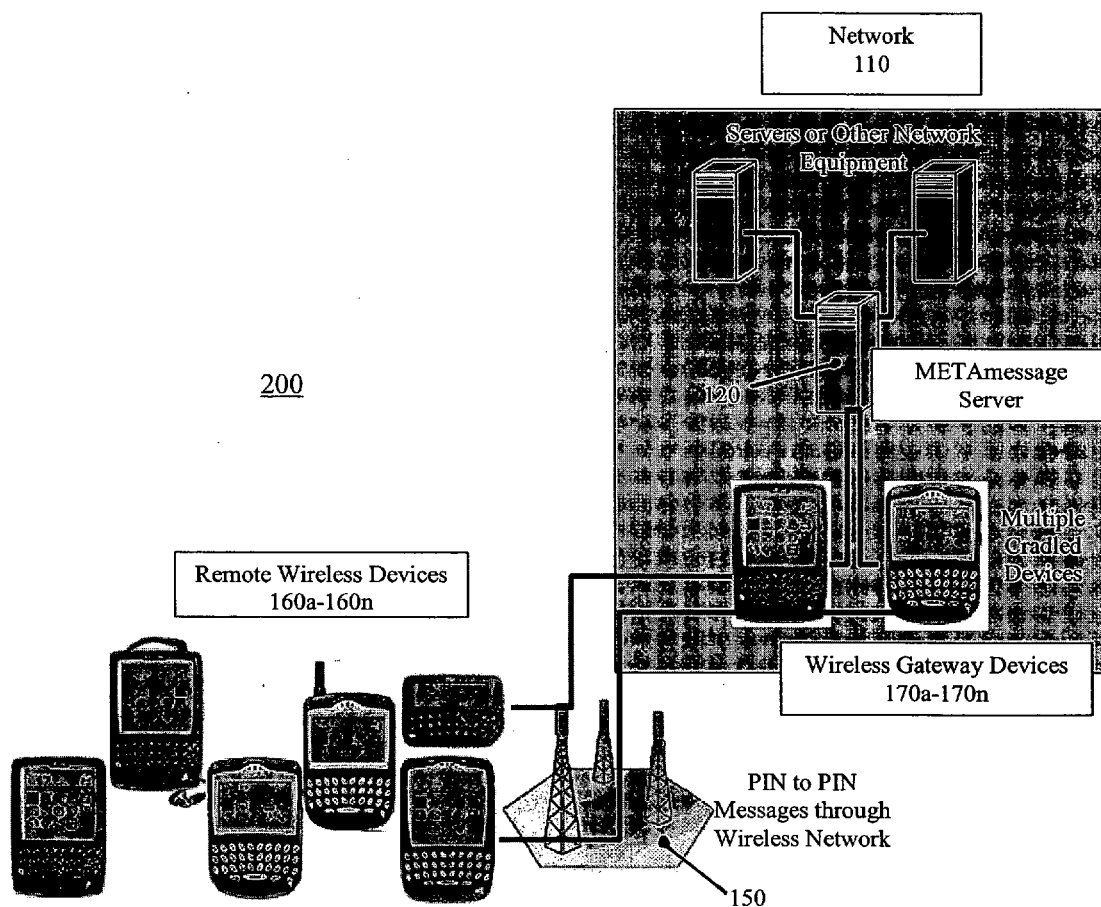 Network
110
Servers or Other Network
Equipment
200
120
METAmessage
Server
Multiple
Cradled
Devices
Remote Wireless Devices
160a-160n
Wireless Gateway Devices
170a-170n
PIN to PIN
Messages through
Wireless Network
150